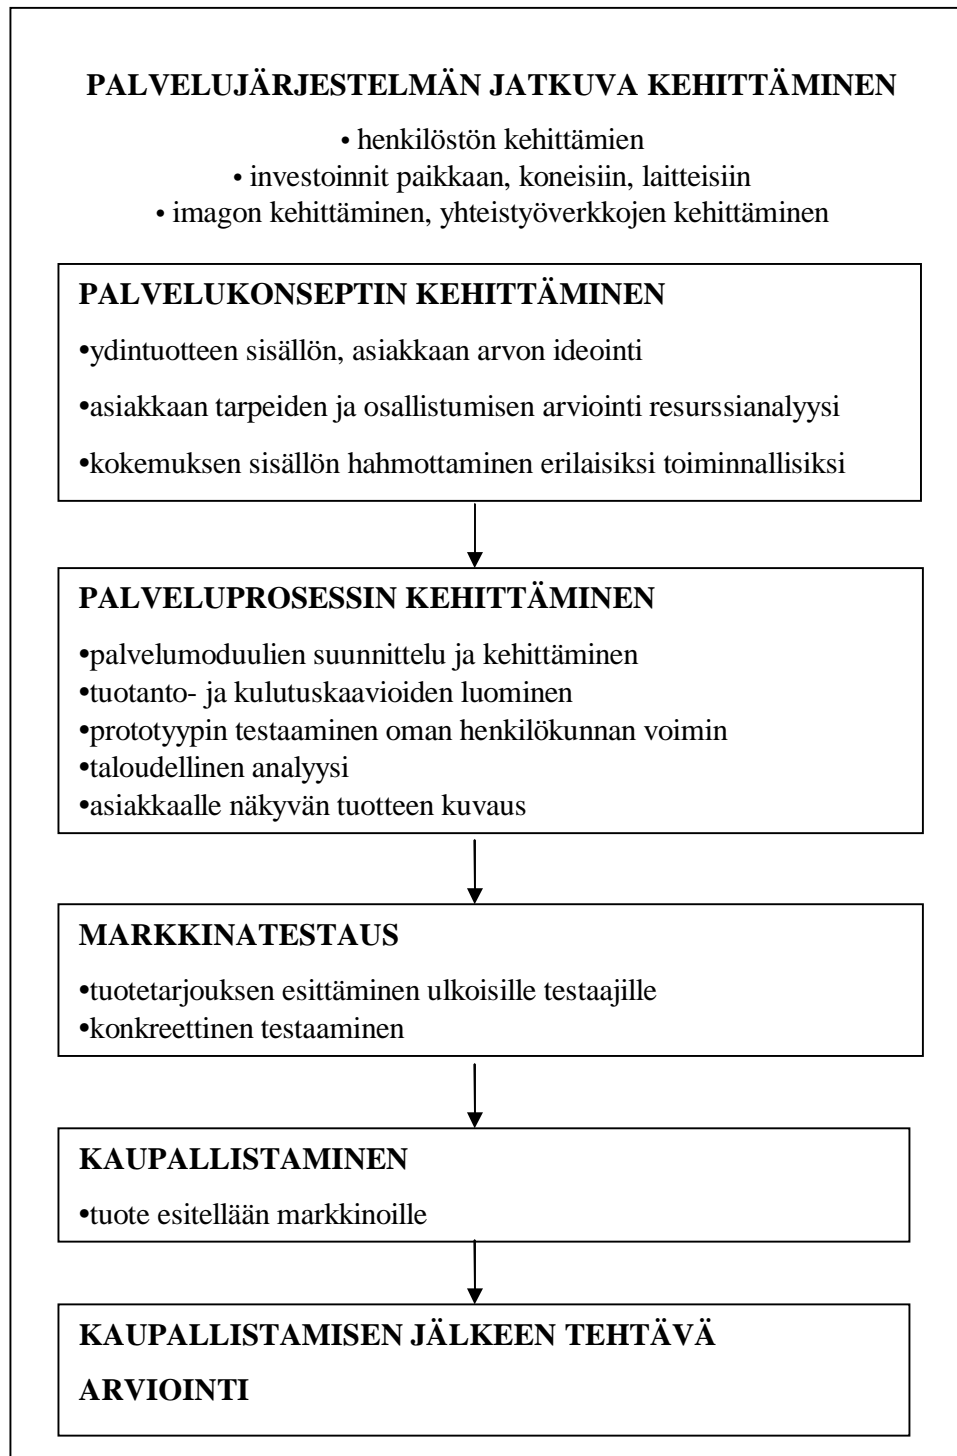 PALVELUJÄRJESTELMÄN JATKUVA KEHITTÄMINEN
• henkilöstön kehittämien
• investoinnit paikkaan, koneisiin, laitteisiin
• imagon kehittäminen, yhteistyöverkkojen kehittäminen
PALVELUKONSEPTIN KEHITTÄMINEN
•ydintuotteen sisällön, asiakkaan arvon ideointi
•asiakkaan tarpeiden ja osallistumisen arviointi resurssianalyysi
•kokemuksen sisällön hahmottaminen erilaisiksi toiminnallisiksi
PALVELUPROSESSIN KEHITTÄMINEN
•palvelumoduulien suunnittelu ja kehittäminen
•tuotanto- ja kulutuskaavioiden luominen
•prototyypin testaaminen oman henkilökunnan voimin
•taloudellinen analyysi
•asiakkaalle näkyvän tuotteen kuvaus
MARKKINATESTAUS
•tuotetarjouksen esittäminen ulkoisille testaajille
•konkreettinen testaaminen
KAUPALLISTAMINEN
•tuote esitellään markkinoille
KAUPALLISTAMISEN JÄLKEEN TEHTÄVÄ
ARVIOINTI